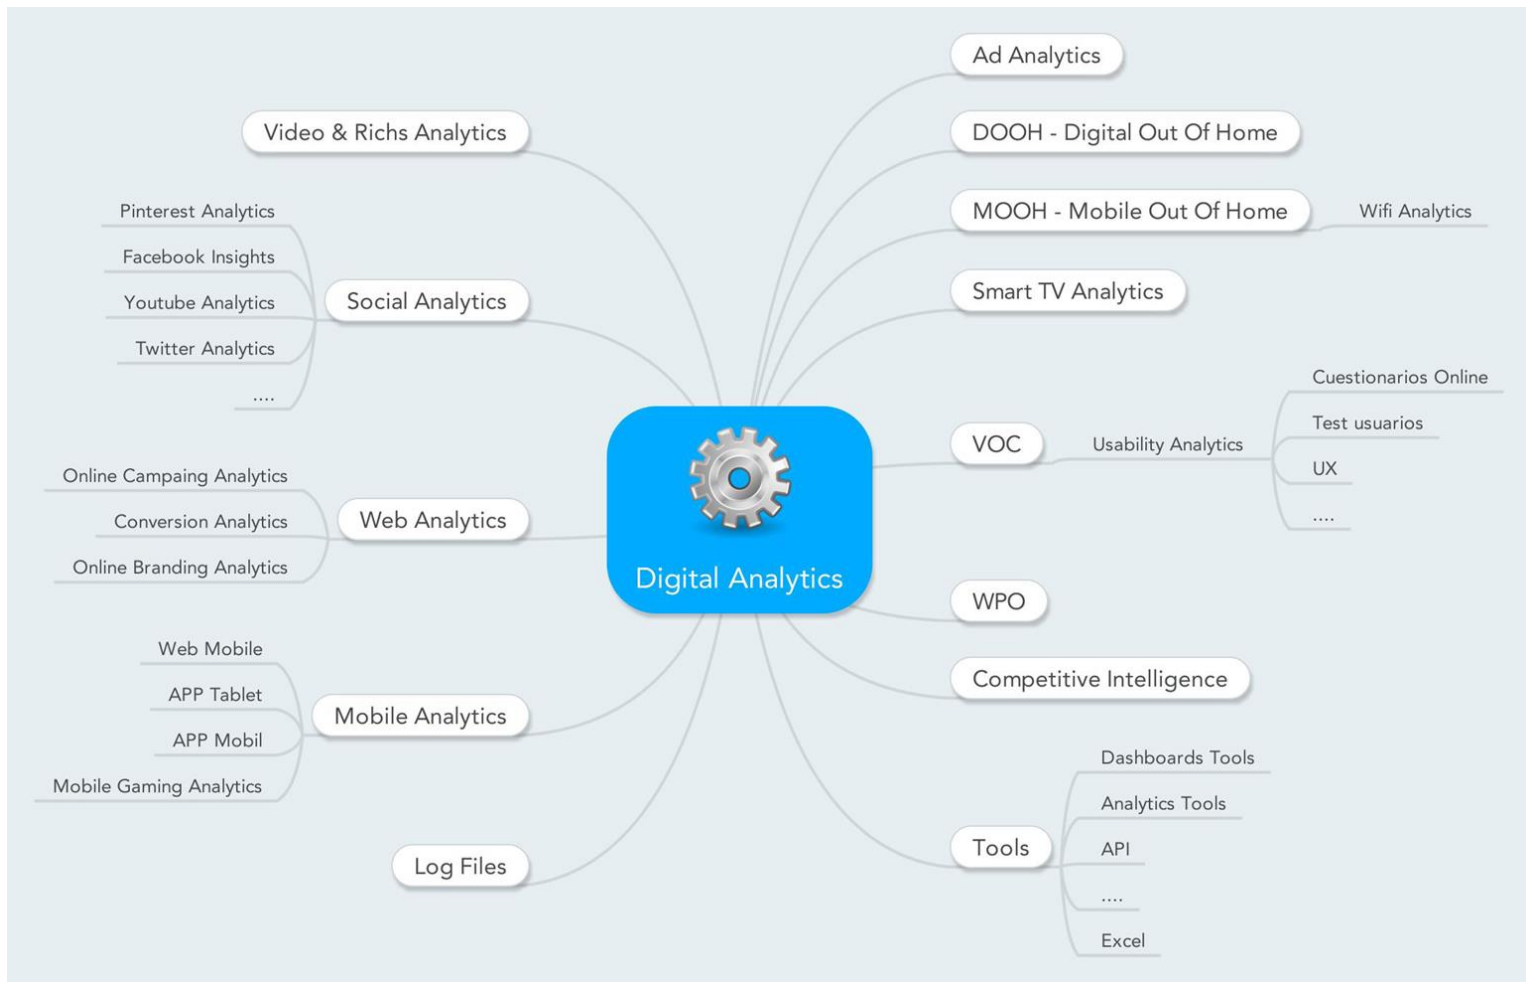 Digital Analytics
Video & Richs Analytics
Social Analytics
Pinterest Analytics
Facebook Insights
Youtube Analytics
Twitter Analytics
....
Web Analytics
Online Campaing Analytics
Conversion Analytics
Online Branding Analytics
Mobile Analytics
Web Mobile
APP Tablet
APP Mobil
Mobile Gaming Analytics
Log Files
Ad Analytics
DOOH - Digital Out Of Home
MOOH - Mobile Out Of Home
Wifi Analytics
Smart TV Analytics
VOC
Usability Analytics
Cuestionarios Online
Test usuarios
UX
....
WPO
Competitive Intelligence
Tools
Dashboards Tools
Analytics Tools
API
....
Excel